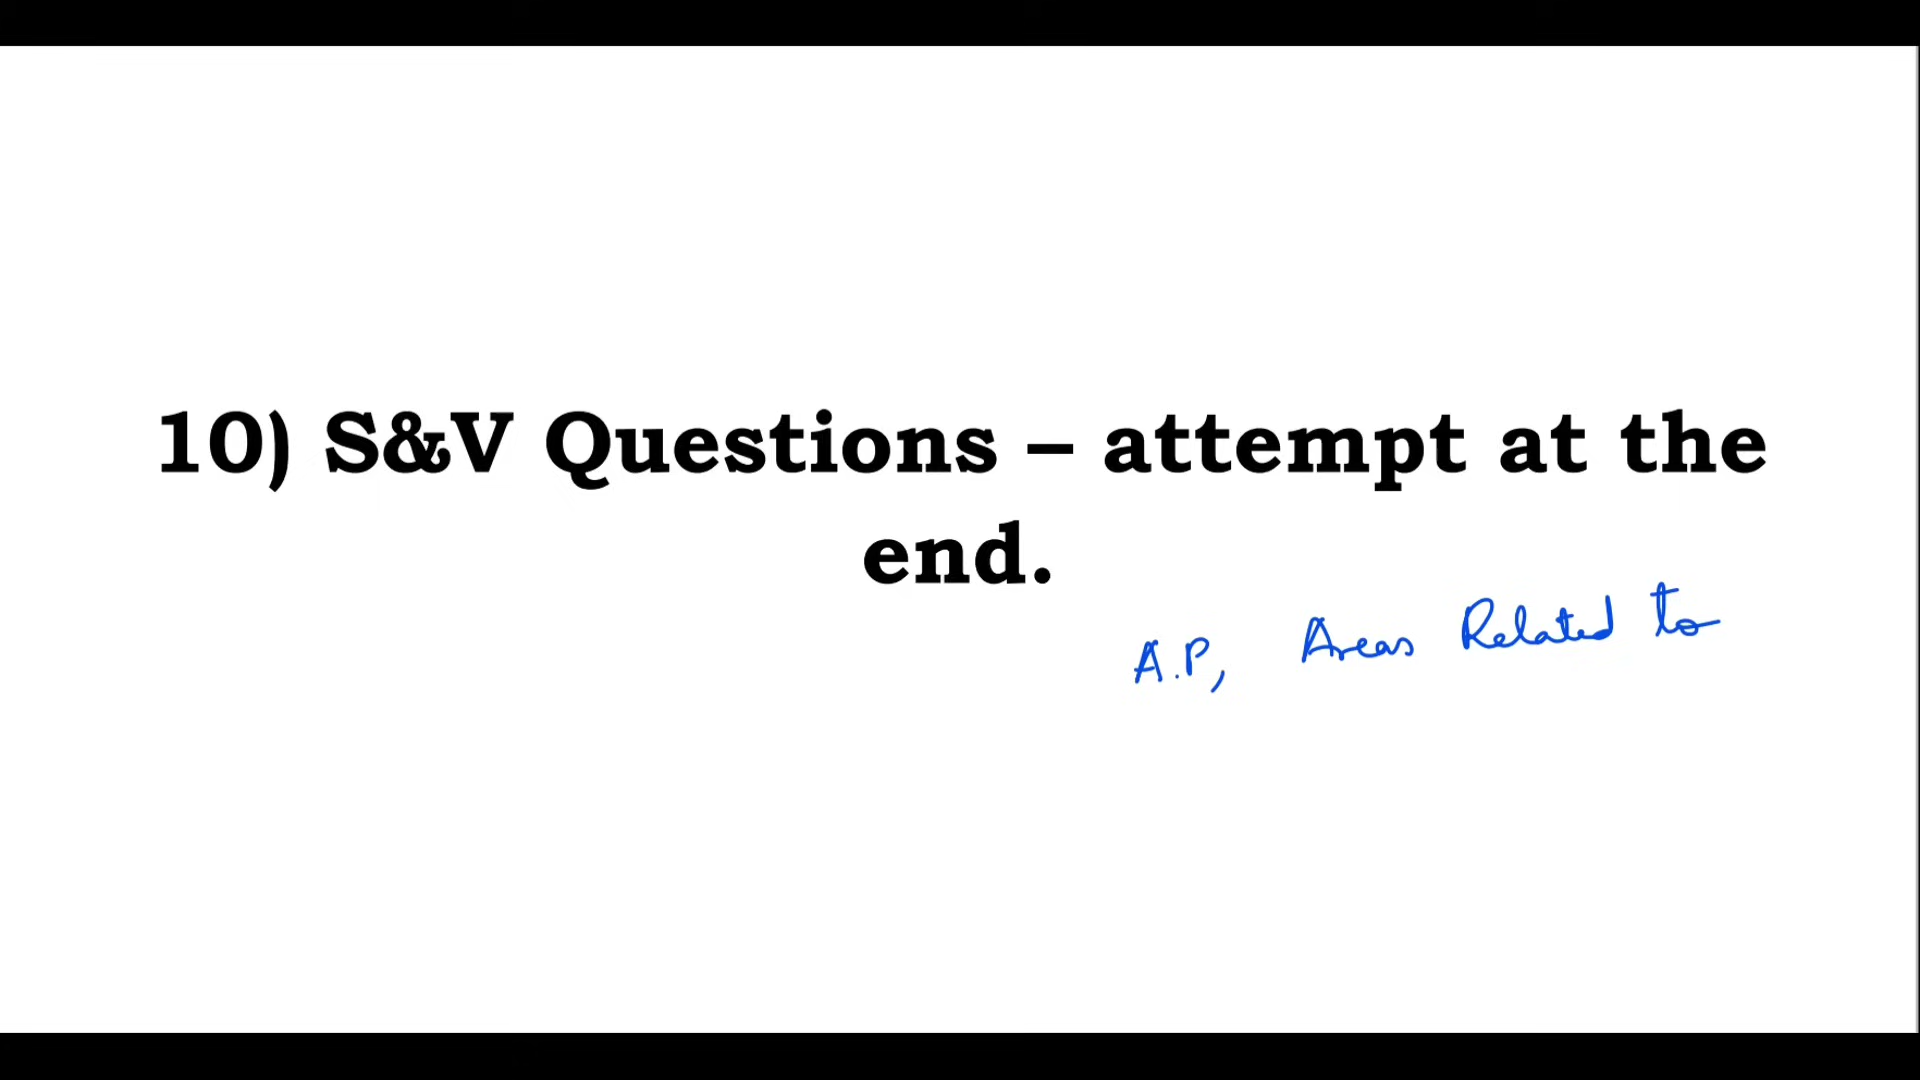 10) S&V Questions – attempt at the
end.
A.P, Areas Related to